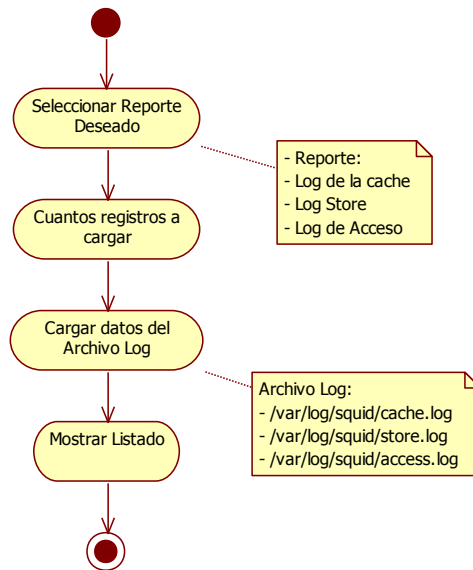 Seleccionar Reporte
Deseado
- Reporte:
- Log de la cache
- Log Store
- Log de Acceso
Cuantos registros a
cargar
Cargar datos del
Archivo Log
Archivo Log:
- /var/log/squid/cache.log
- /var/log/squid/store.log
- /var/log/squid/access.log
Mostrar Listado